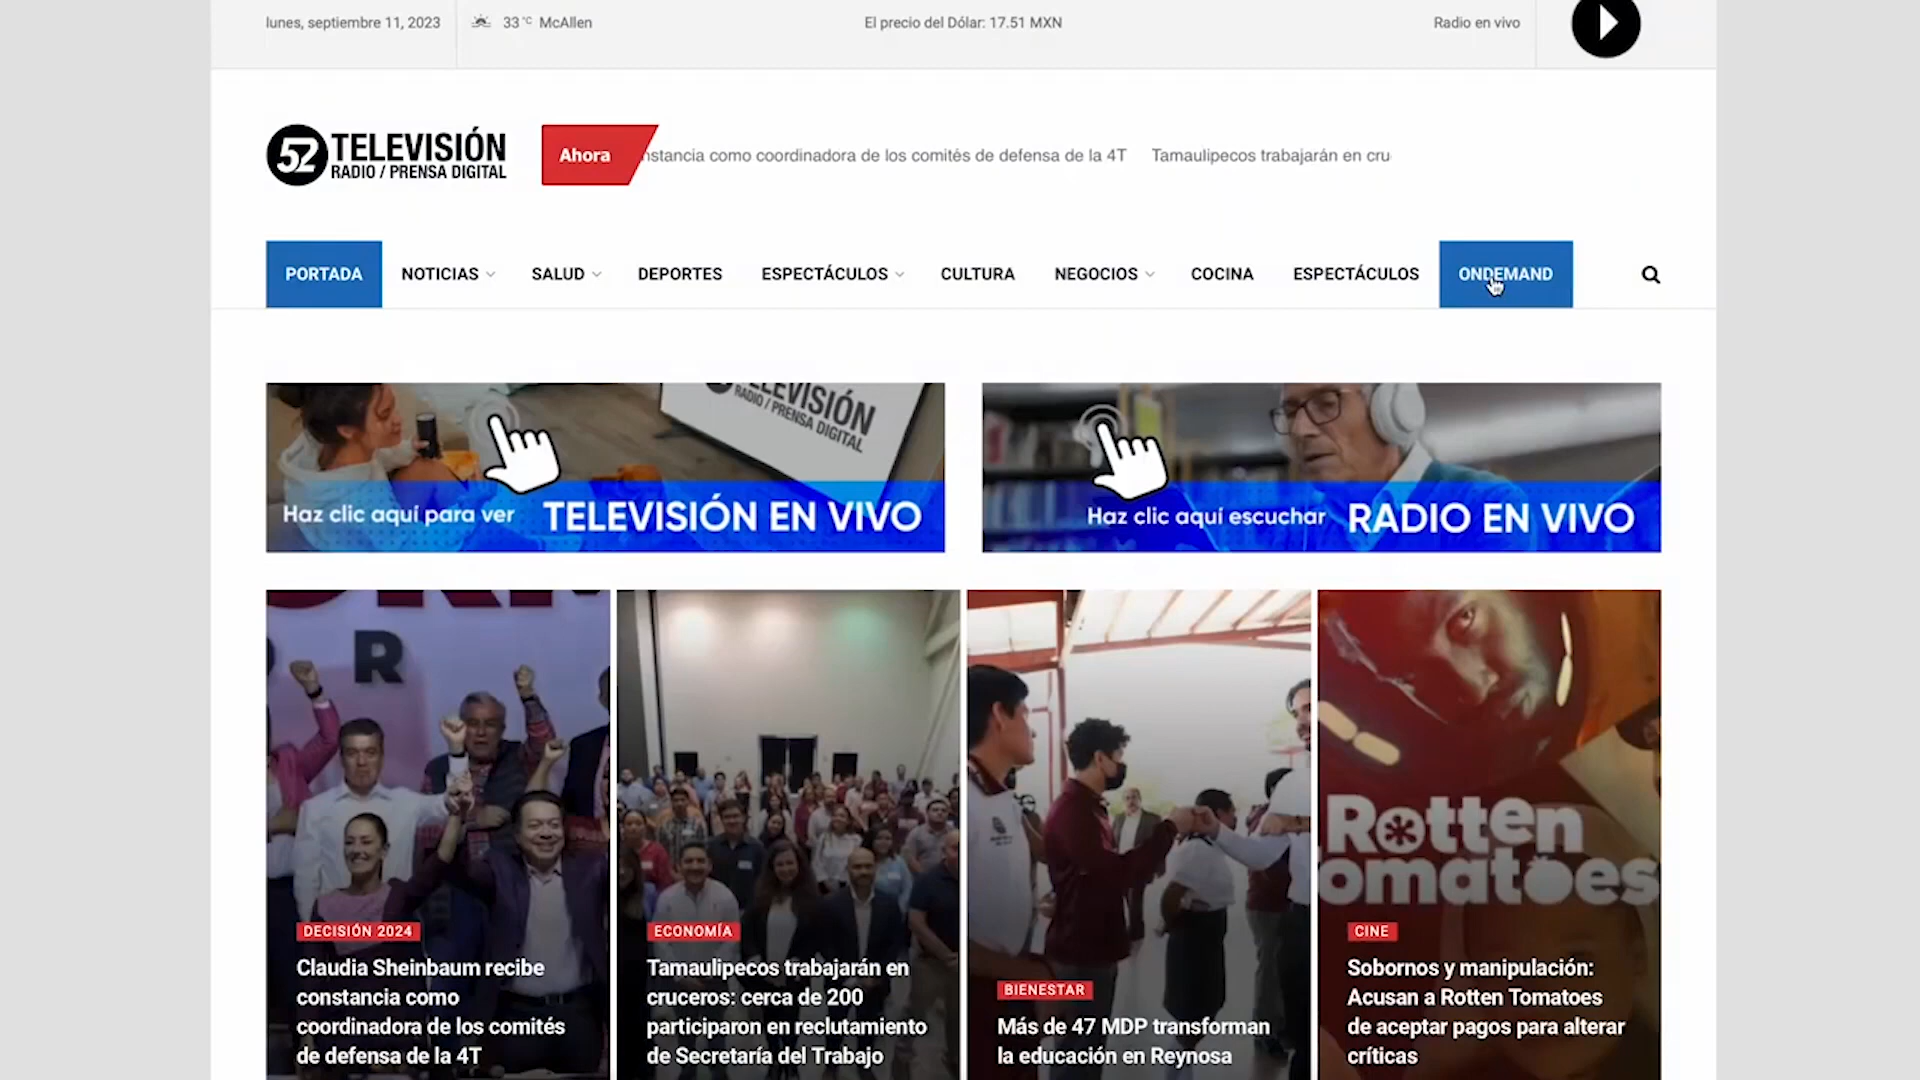 lunes, septiembre 11, 2023
33 °C McAllen
El precio del Dólar: 17.51 MXN
Radio en vivo
52 TELEVISIÓN
RADIO / PRENSA DIGITAL
Ahora
nstancia como coordinadora de los comités de defensa de la 4T Tamaulipecos trabajarán en cru
PORTADA NOTICIAS SALUD DEPORTES ESPECTÁCULOS CULTURA NEGOCIOS COCINA ESPECTÁCULOS ONDEMAND
ELEVISIÓN
RADIO / PRENSA DIGITAL
Haz clic aquí para ver TELEVISIÓN EN VIVO
Haz clic aquí escuchar RADIO EN VIVO
R
DECISIÓN 2024
Claudia Sheinbaum recibe
constancia como
coordinadora de los comités
de defensa de la 4T
ECONOMÍA
Tamaulipecos trabajarán en
cruceros: cerca de 200
participaron en reclutamiento
de Secretaría del Trabajo
BIENESTAR
Más de 47 MDP transforman
la educación en Reynosa
Rotten
Tomatoes
CINE
Sobornos y manipulación:
Acusan a Rotten Tomatoes
de aceptar pagos para alterar
críticas